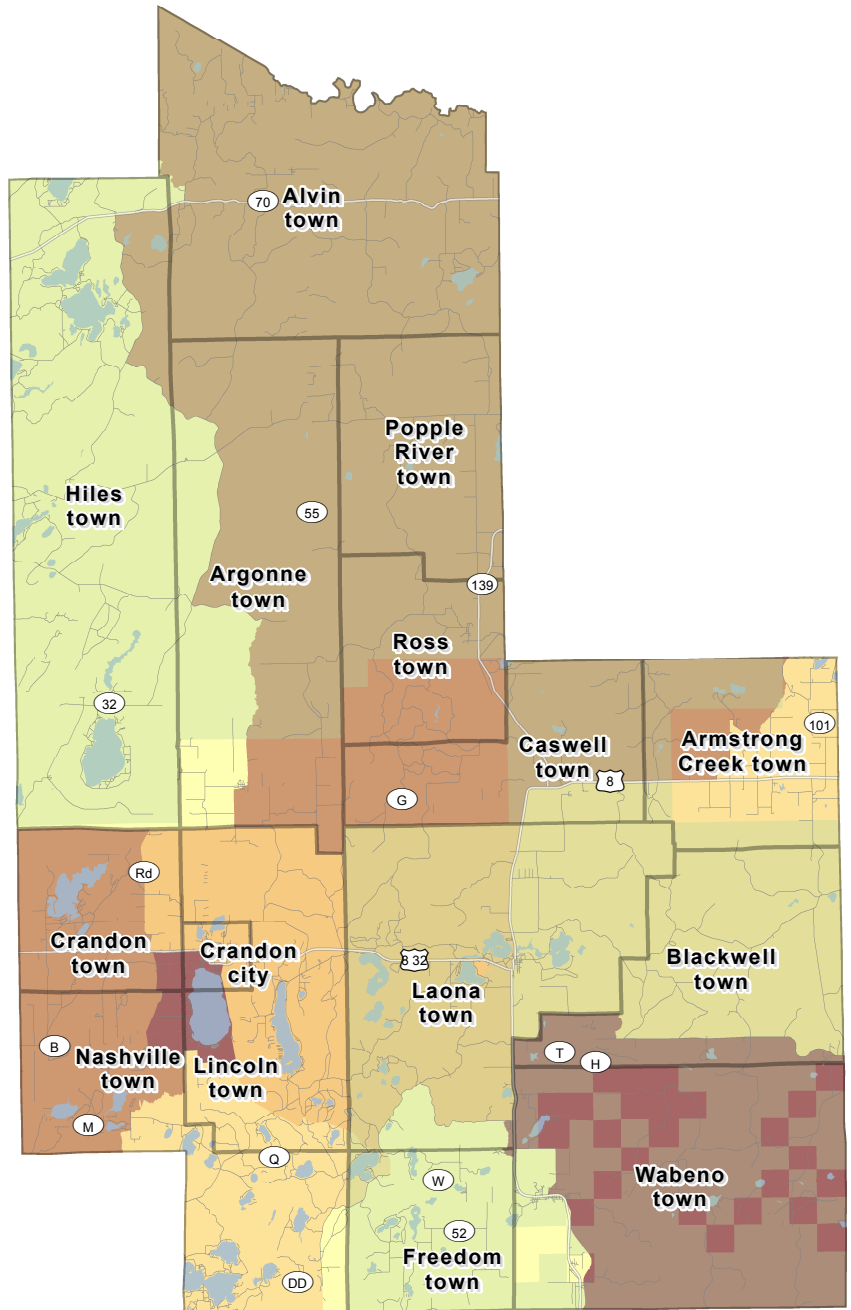 70
Alvin
town
Popple
River
town
Hiles
town
55
Argonne
town
139
Ross
town
32
101
Armstrong
Creek town
Caswell
town
8
G
Rd
Crandon
town
Crandon
city
8 32
Laona
town
Blackwell
town
B
Nashville
town
Lincoln
town
T
H
M
Q
W
Wabeno
town
52
Freedom
town
DD